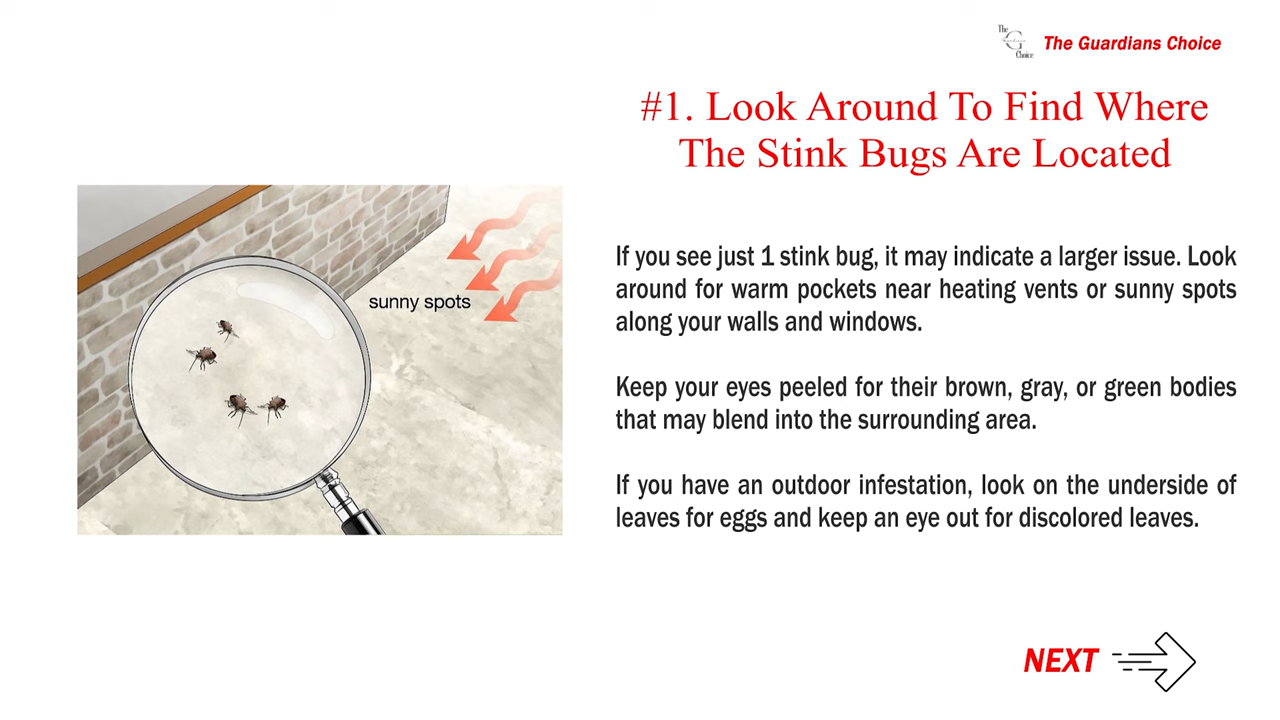 The
G
Guardians
Choice
The Guardians Choice
#1. Look Around To Find Where
The Stink Bugs Are Located
sunny spots
If you see just 1 stink bug, it may indicate a larger issue. Look
around for warm pockets near heating vents or sunny spots
along your walls and windows.
Keep your eyes peeled for their brown, gray, or green bodies
that may blend into the surrounding area.
If you have an outdoor infestation, look on the underside of
leaves for eggs and keep an eye out for discolored leaves.
NEXT